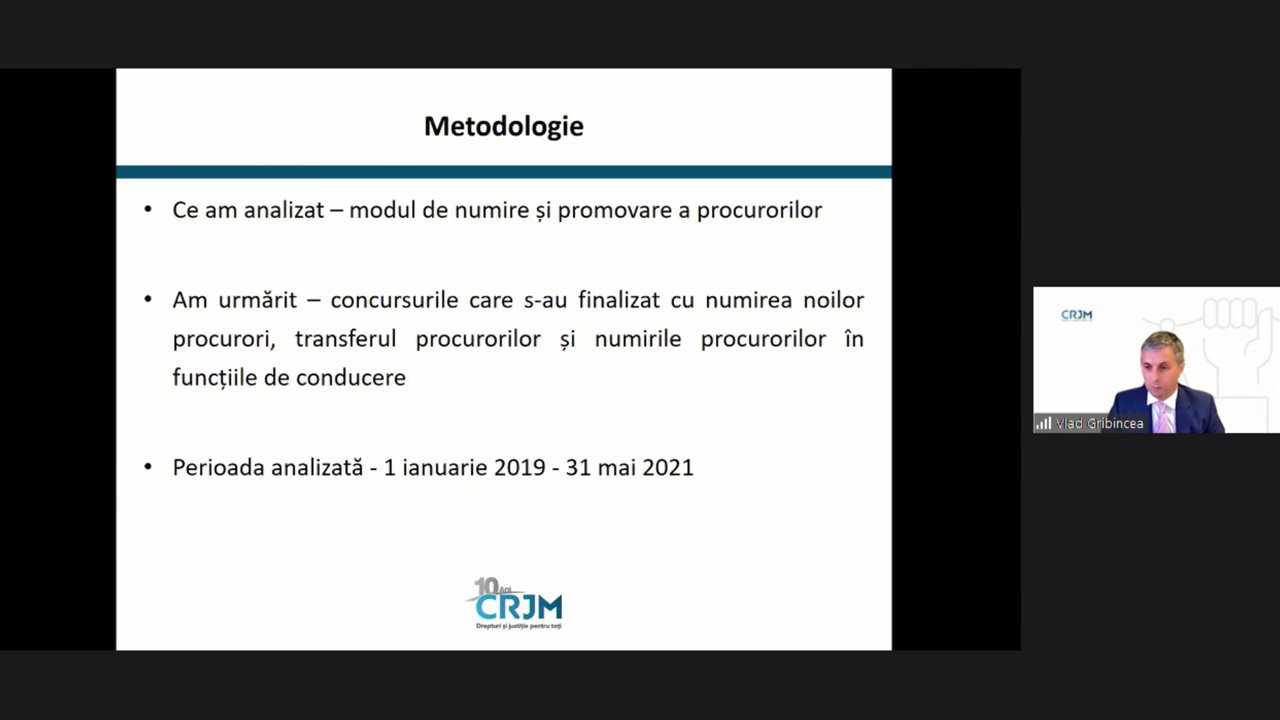 Metodologie
• Ce am analizat – modul de numire și promovare a procurorilor
• Am urmărit – concursurile care s-au finalizat cu numirea noilor
procurori, transferul procurorilor și numirile procurorilor în
funcțiile de conducere
• Perioada analizată - 1 ianuarie 2019 - 31 mai 2021
10 Ani
CRJM
Drepturi și justiție pentru toți
CRJM
Vlad Gribincea